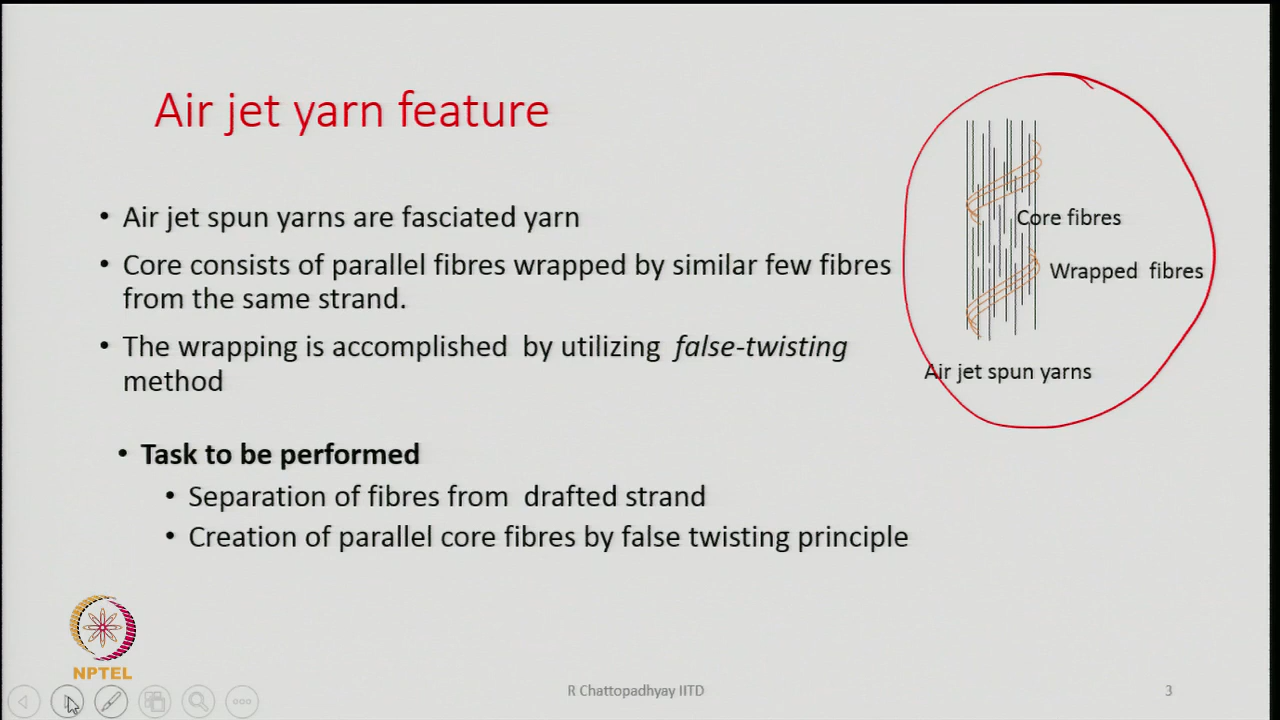 Air jet yarn feature
• Air jet spun yarns are fasciated yarn
• Core consists of parallel fibres wrapped by similar few fibres
from the same strand.
• The wrapping is accomplished by utilizing false-twisting
method
• Task to be performed
• Separation of fibres from drafted strand
• Creation of parallel core fibres by false twisting principle
Core fibres
Wrapped fibres
Air jet spun yarns
NPTEL
R Chattopadhyay IITD
3